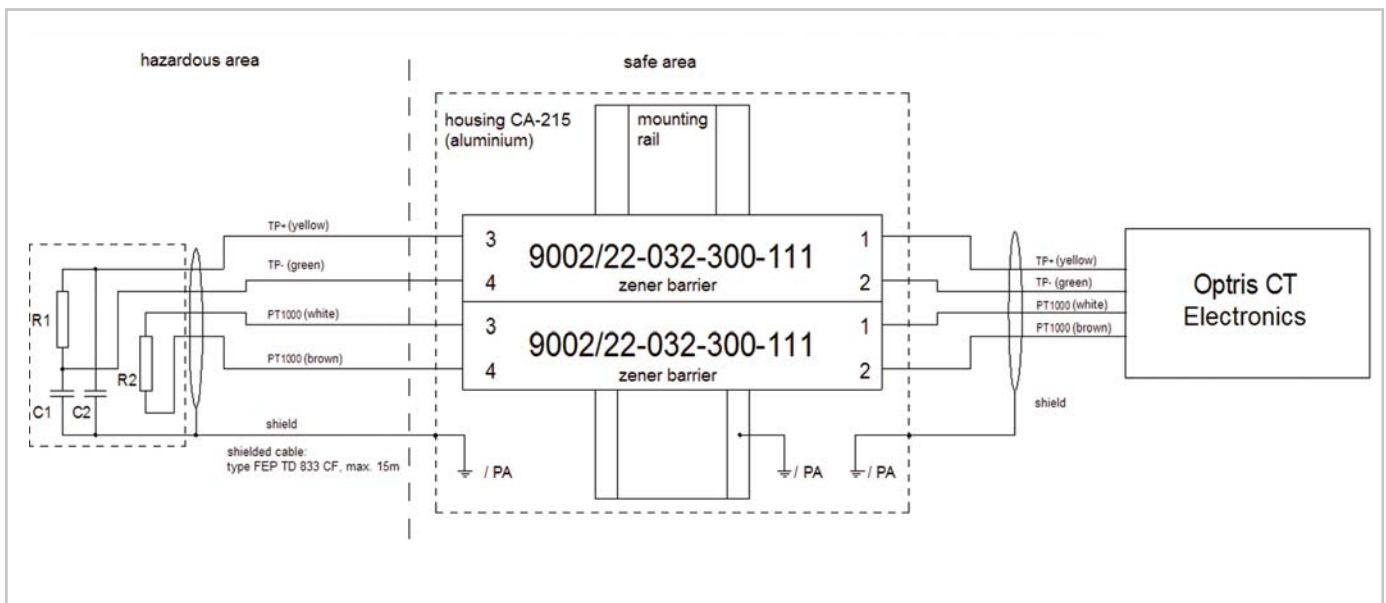 hazardous area
safe area
housing CA-215
(aluminium)
mounting
rail
TP+ (yellow)
TP- (green)
PT1000 (white)
PT1000 (brown)
3
4
9002/22-032-300-111
zener barrier
1
2
3
4
9002/22-032-300-111
zener barrier
1
2
TP+ (yellow)
TP- (green)
PT1000 (white)
PT1000 (brown)
Optris CT
Electronics
R1
R2
C1
C2
shield
shielded cable:
type FEP TD 833 CF, max. 15m
/ PA
/ PA
/ PA
shield